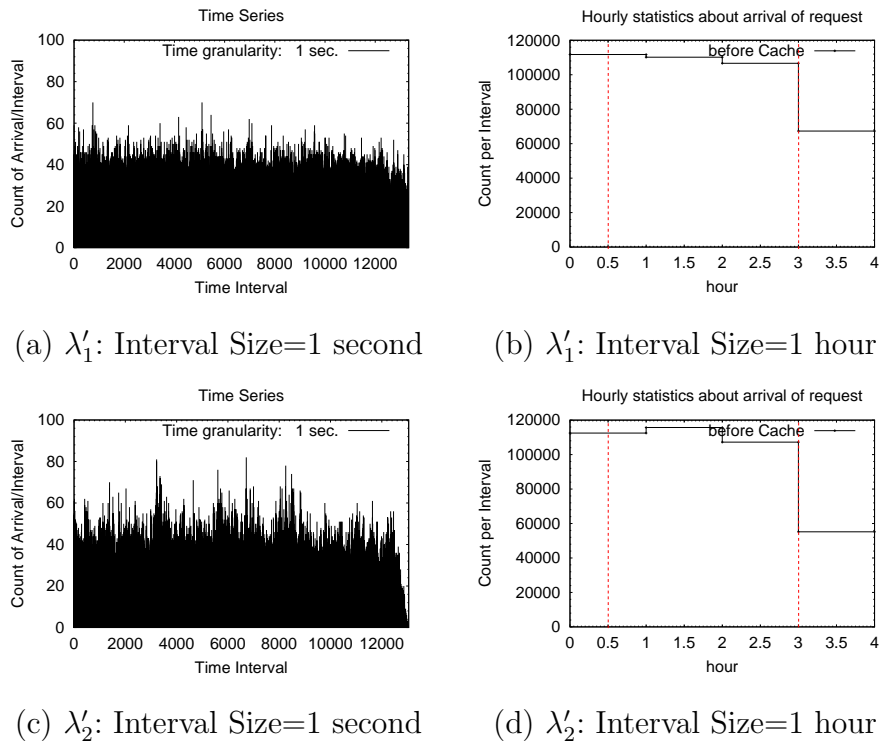 Time Series
Time granularity: 1 sec.
Count of Arrival/Interval
100
80
60
40
20
0
0 2000 4000 6000 8000 10000 12000
Time Interval
Hourly statistics about arrival of request
before Cache
Count per Interval
120000
100000
80000
60000
40000
20000
0
0 0.5 1 1.5 2 2.5 3 3.5 4
hour
(a) λ′₁: Interval Size=1 second
(b) λ′₁: Interval Size=1 hour
Time Series
Time granularity: 1 sec.
Count of Arrival/Interval
100
80
60
40
20
0
0 2000 4000 6000 8000 10000 12000
Time Interval
Hourly statistics about arrival of request
before Cache
Count per Interval
120000
100000
80000
60000
40000
20000
0
0 0.5 1 1.5 2 2.5 3 3.5 4
hour
(c) λ′₂: Interval Size=1 second
(d) λ′₂: Interval Size=1 hour